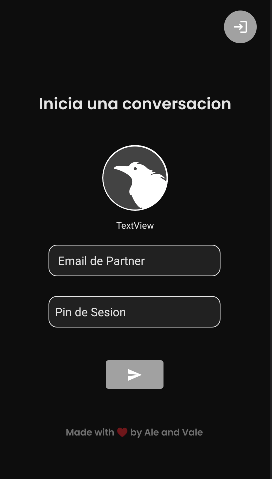 Inicia una conversacion
TextView
Email de Partner
Pin de Sesion
Made with ❤ by Ale and Vale